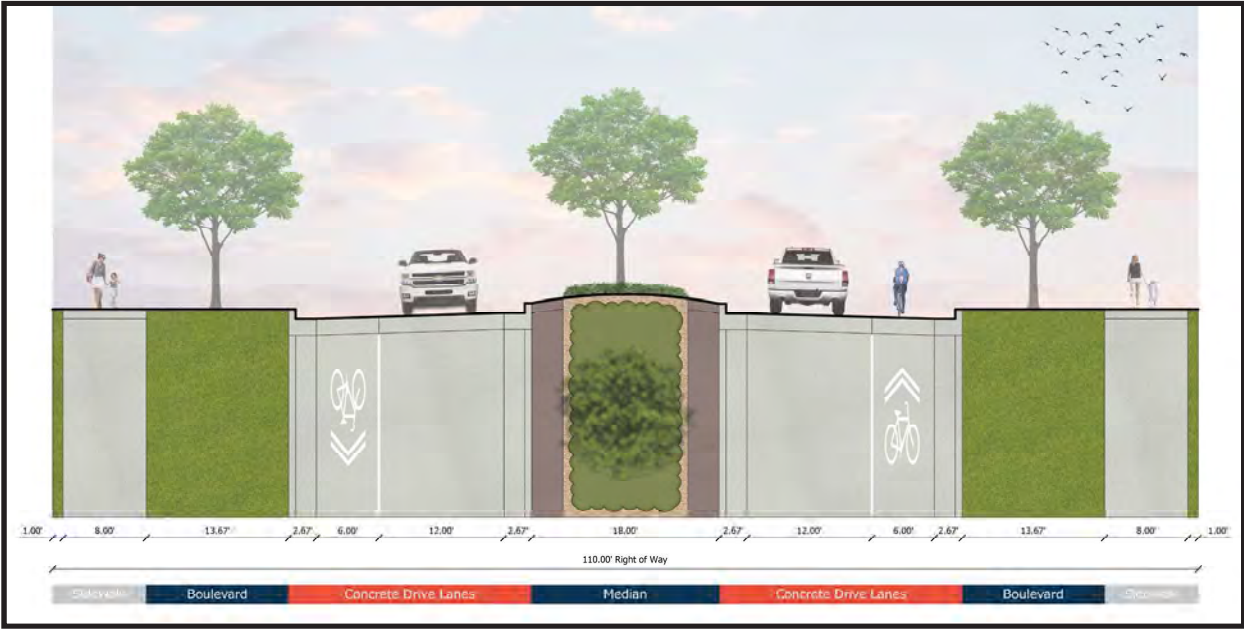 1.00' 8.00' 13.67' 2.67' 6.00' 12.00' 2.67' 18.00' 2.67' 12.00' 6.00' 2.67' 13.67' 8.00' 1.00'
110.00' Right of Way
Sidewalk Boulevard Concrete Drive Lanes Median Concrete Drive Lanes Boulevard Sidewalk